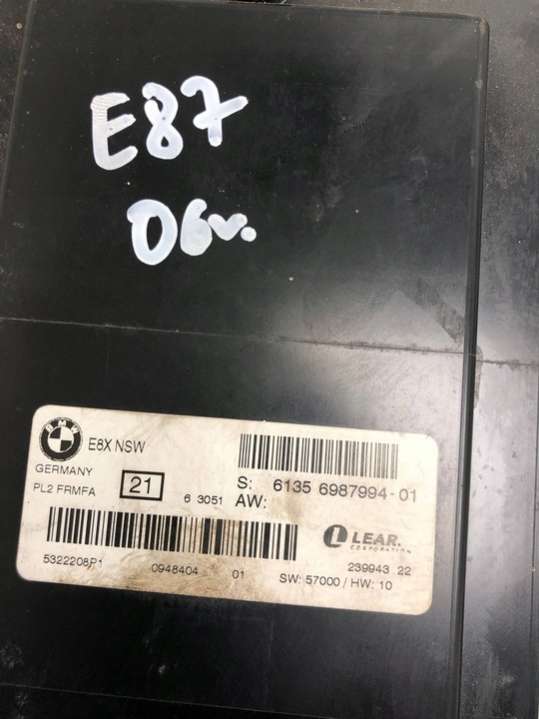 E87
06v.
BMW
E8X NSW
GERMANY
PL2 FRMFA
21
6 3051
S: 6135 6987994-01
AW:
LEAR.
CORPORATION
5322208P1
0948404
01
239943 22
SW: 57000 / HW: 10